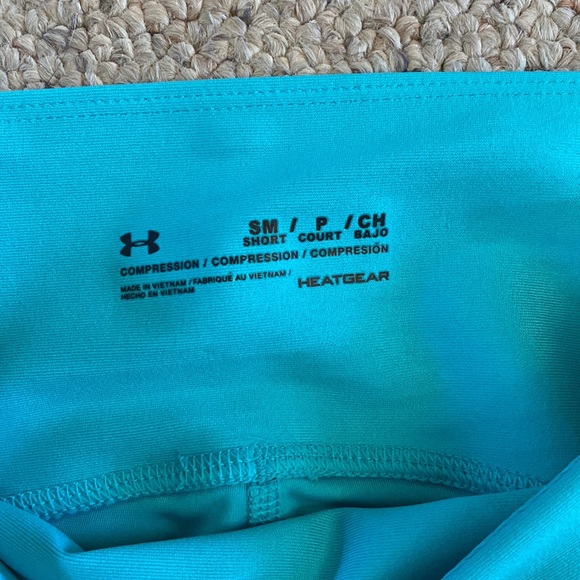 SM / P / CH
SHORT COURT BAJO
COMPRESSION / COMPRESSION / COMPRESIÓN
MADE IN VIETNAM / FABRIQUÉ AU VIETNAM /
HECHO EN VIETNAM
HEATGEAR